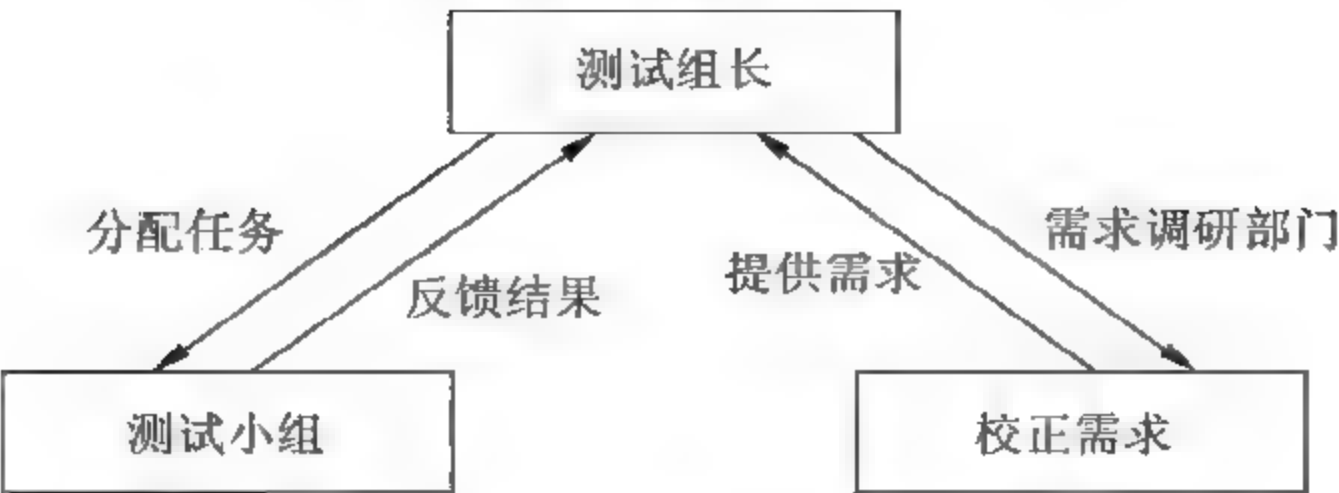 测试组长
分配任务
需求调研部门
提供需求
反馈结果
测试小组
校正需求